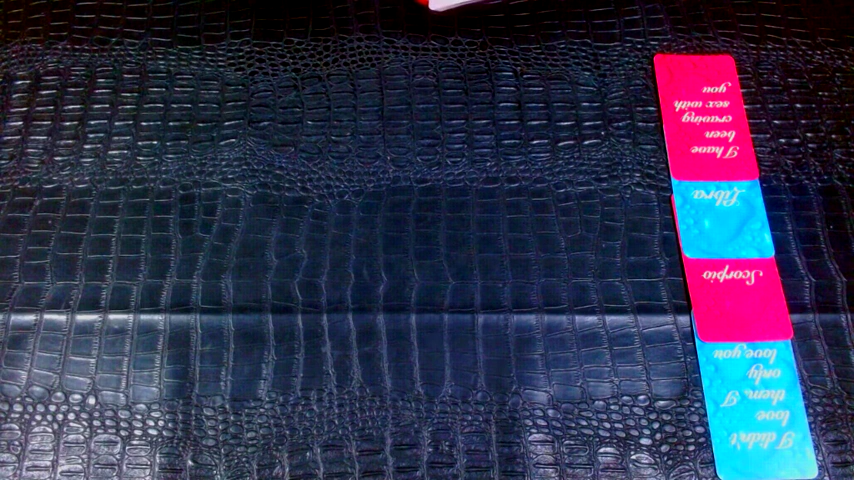 I didn't
love
them I
only
love you
Scorpio
Libra
I have
been
craving
sex with
you